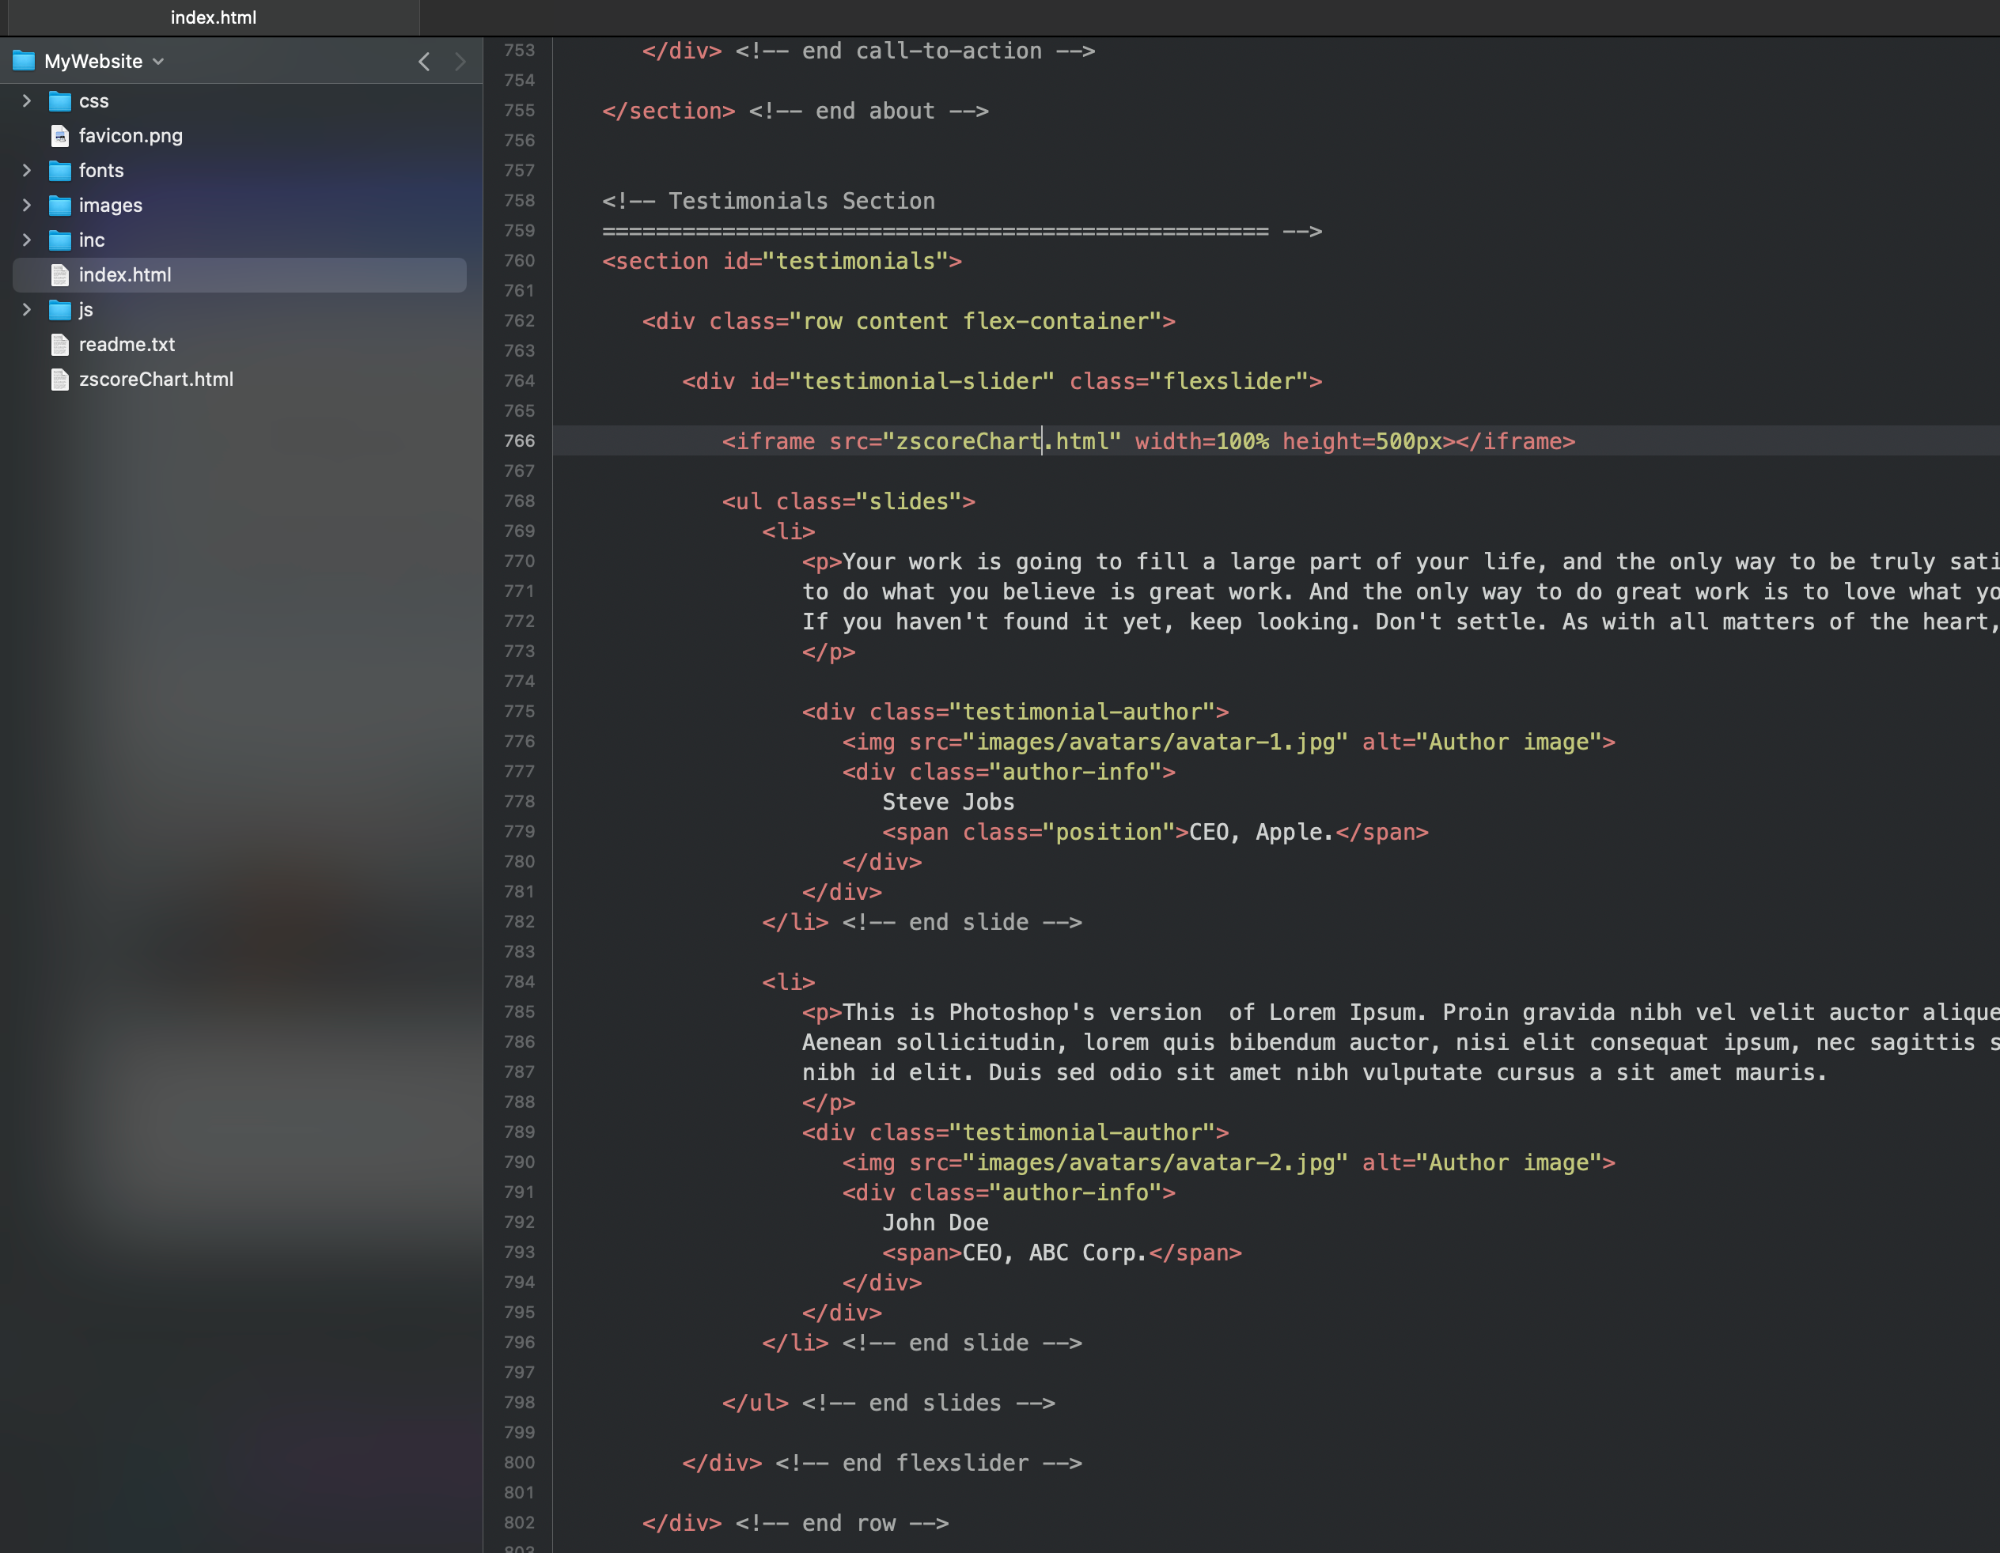 index.html
MyWebsite
css
favicon.png
fonts
images
inc
index.html
js
readme.txt
zscoreChart.html
753 </div> <!-- end call-to-action -->
754
755 </section> <!-- end about -->
756
757
758 <!-- Testimonials Section
759 ================================================== -->
760 <section id="testimonials">
761
762 <div class="row content flex-container">
763
764 <div id="testimonial-slider" class="flexslider">
765
766 <iframe src="zscoreChart.html" width=100% height=500px></iframe>
767
768 <ul class="slides">
769 <li>
770 <p>Your work is going to fill a large part of your life, and the only way to be truly sati
771 to do what you believe is great work. And the only way to do great work is to love what yo
772 If you haven't found it yet, keep looking. Don't settle. As with all matters of the heart,
773 </p>
774
775 <div class="testimonial-author">
776 <img src="images/avatars/avatar-1.jpg" alt="Author image">
777 <div class="author-info">
778 Steve Jobs
779 <span class="position">CEO, Apple.</span>
780 </div>
781 </div>
782 </li> <!-- end slide -->
783
784 <li>
785 <p>This is Photoshop's version  of Lorem Ipsum. Proin gravida nibh vel velit auctor alique
786 Aenean sollicitudin, lorem quis bibendum auctor, nisi elit consequat ipsum, nec sagittis s
787 nibh id elit. Duis sed odio sit amet nibh vulputate cursus a sit amet mauris.
788 </p>
789 <div class="testimonial-author">
790 <img src="images/avatars/avatar-2.jpg" alt="Author image">
791 <div class="author-info">
792 John Doe
793 <span>CEO, ABC Corp.</span>
794 </div>
795 </div>
796 </li> <!-- end slide -->
797
798 </ul> <!-- end slides -->
799
800 </div> <!-- end flexslider -->
801
802 </div> <!-- end row -->
803